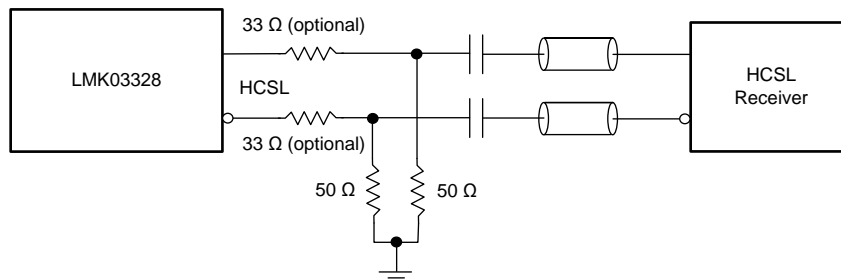 33 Ω (optional)
LMK03328
HCSL
HCSL
Receiver
33 Ω (optional)
50 Ω
50 Ω